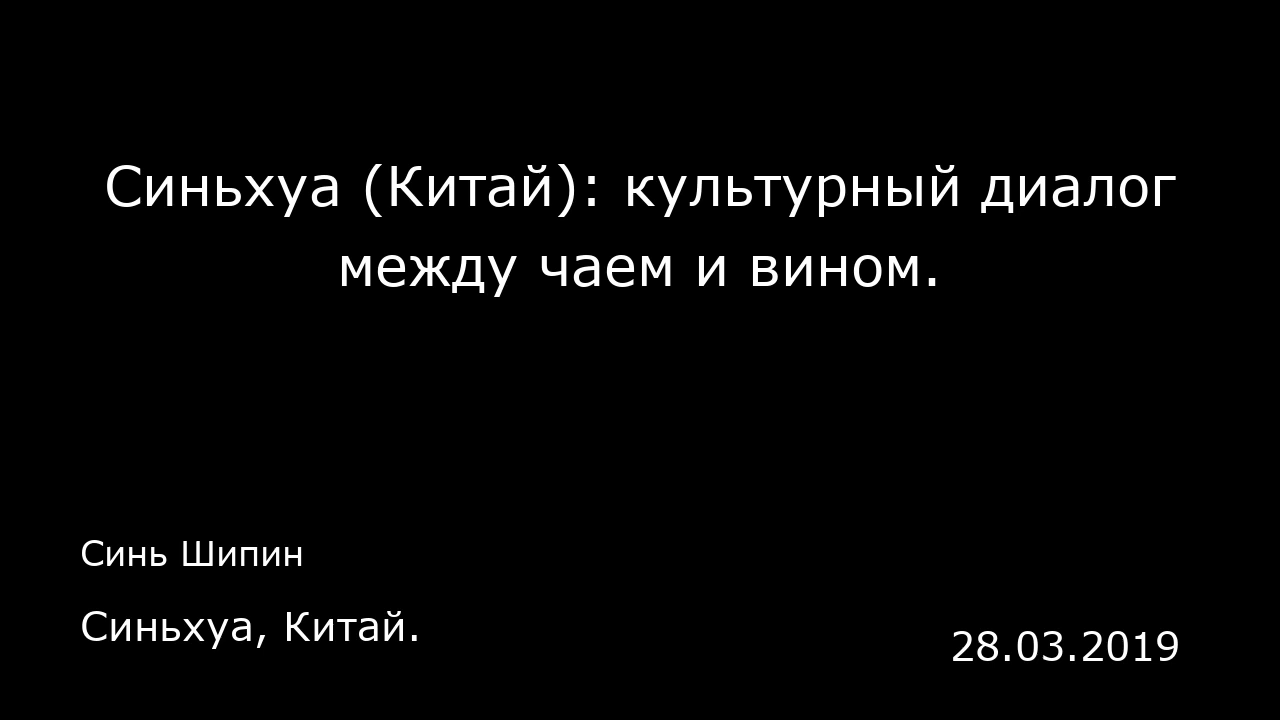 Синьхуа (Китай): культурный диалог
между чаем и вином.
Синь Шипин
Синьхуа, Китай.
28.03.2019